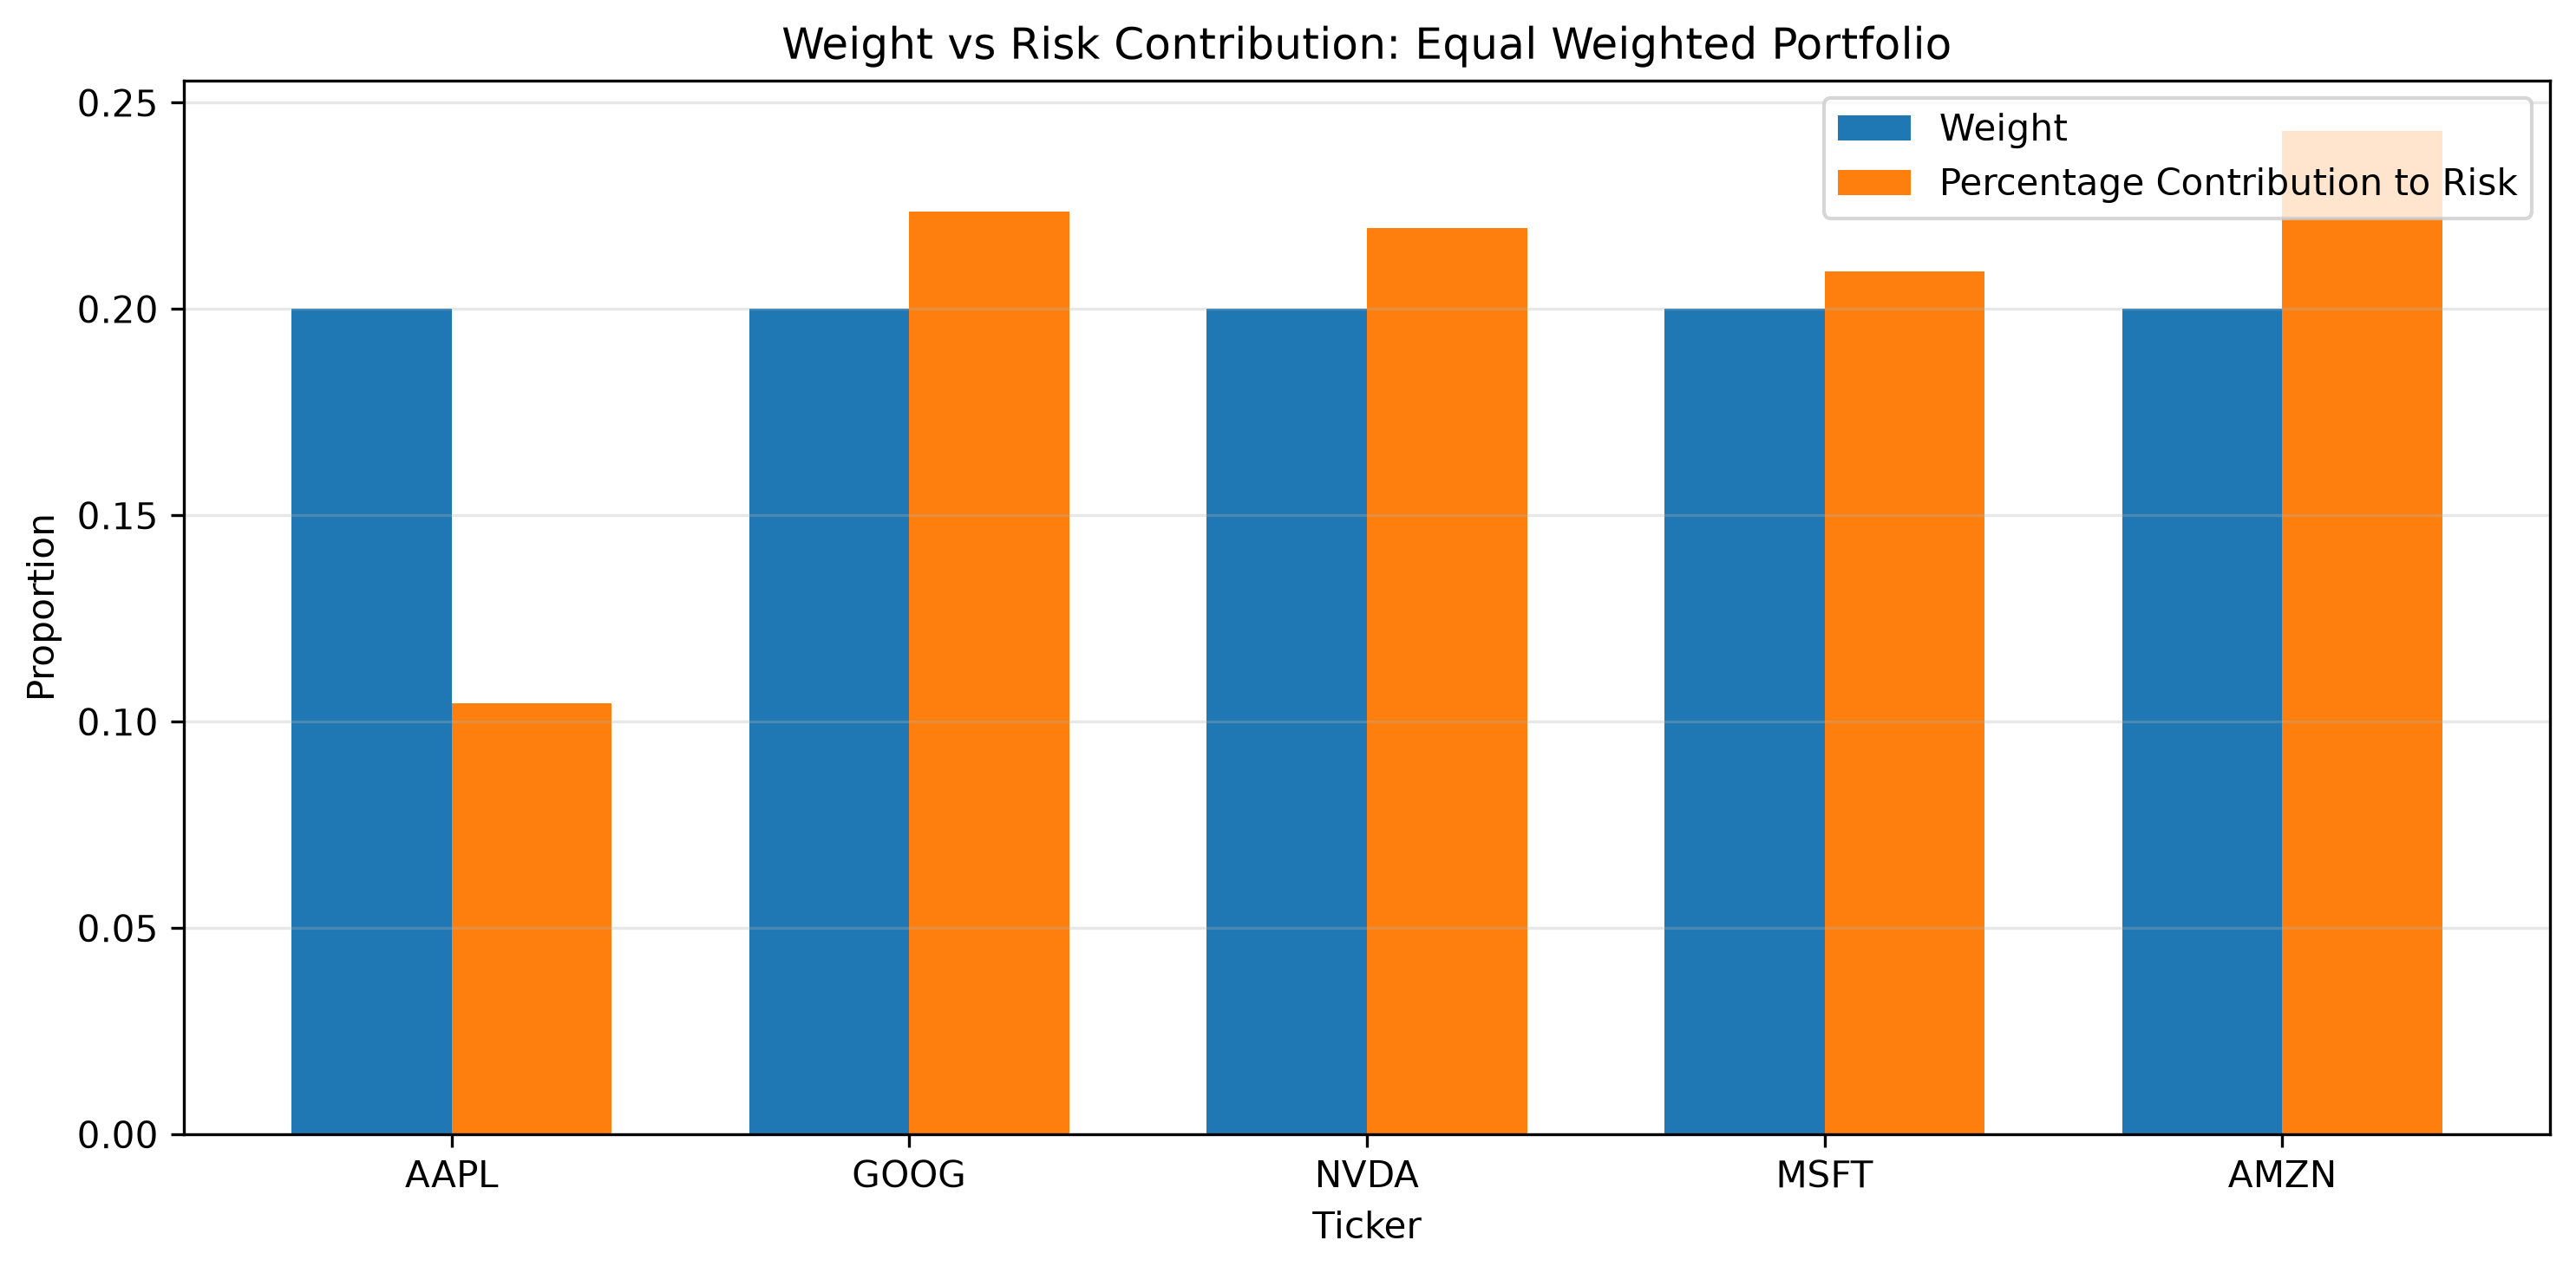 Weight vs Risk Contribution: Equal Weighted Portfolio
Weight
Percentage Contribution to Risk
Proportion
0.25
0.20
0.15
0.10
0.05
0.00
AAPL GOOG NVDA MSFT AMZN
Ticker